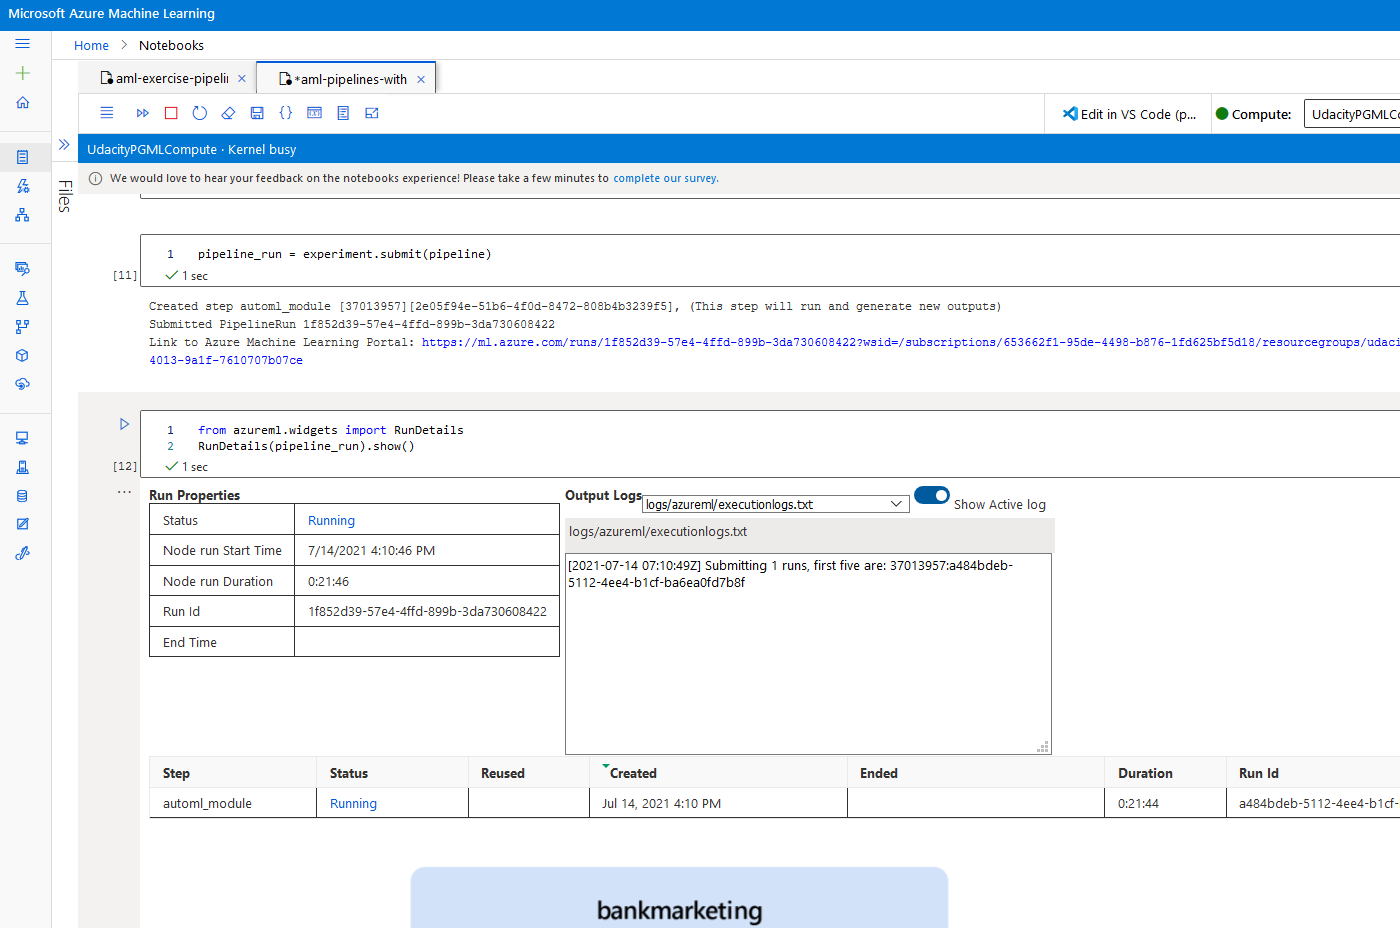 Microsoft Azure Machine Learning
Home > Notebooks
aml-exercise-pipelin × *aml-pipelines-with ×
Edit in VS Code (p... Compute: UdacityPGMLCo
UdacityPGMLCompute · Kernel busy
We would love to hear your feedback on the notebooks experience! Please take a few minutes to complete our survey.
Files
1 pipeline_run = experiment.submit(pipeline)
[11] 1 sec
Created step automl_module [37013957][2e05f94e-51b6-4f0d-8472-808b4b3239f5], (This step will run and generate new outputs)
Submitted PipelineRun 1f852d39-57e4-4ffd-899b-3da730608422
Link to Azure Machine Learning Portal: https://ml.azure.com/runs/1f852d39-57e4-4ffd-899b-3da730608422?wsid=/subscriptions/653662f1-95de-4498-b876-1fd625bf5d18/resourcegroups/udaci
4013-9a1f-7610707b07ce
1 from azureml.widgets import RunDetails
2 RunDetails(pipeline_run).show()
[12] 1 sec
Run Properties
Status Running
Node run Start Time 7/14/2021 4:10:46 PM
Node run Duration 0:21:46
Run Id 1f852d39-57e4-4ffd-899b-3da730608422
End Time
Output Logs logs/azureml/executionlogs.txt Show Active log
logs/azureml/executionlogs.txt
[2021-07-14 07:10:49Z] Submitting 1 runs, first five are: 37013957:a484bdeb-
5112-4ee4-b1cf-ba6ea0fd7b8f
Step Status Reused Created Ended Duration Run Id
automl_module Running Jul 14, 2021 4:10 PM 0:21:44 a484bdeb-5112-4ee4-b1cf-
bankmarketing